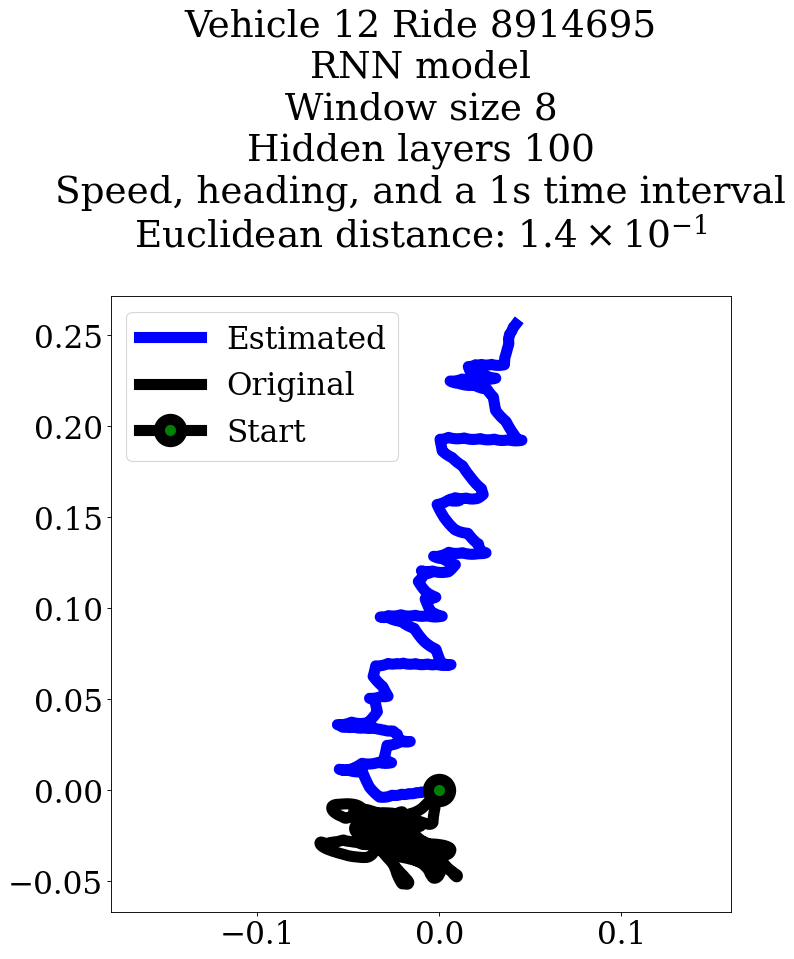 Vehicle 12 Ride 8914695
RNN model
Window size 8
Hidden layers 100
Speed, heading, and a 1s time interval
Euclidean distance: 1.4 × 10⁻¹
Estimated
Original
Start
0.25
0.20
0.15
0.10
0.05
0.00
−0.05
−0.1
0.0
0.1